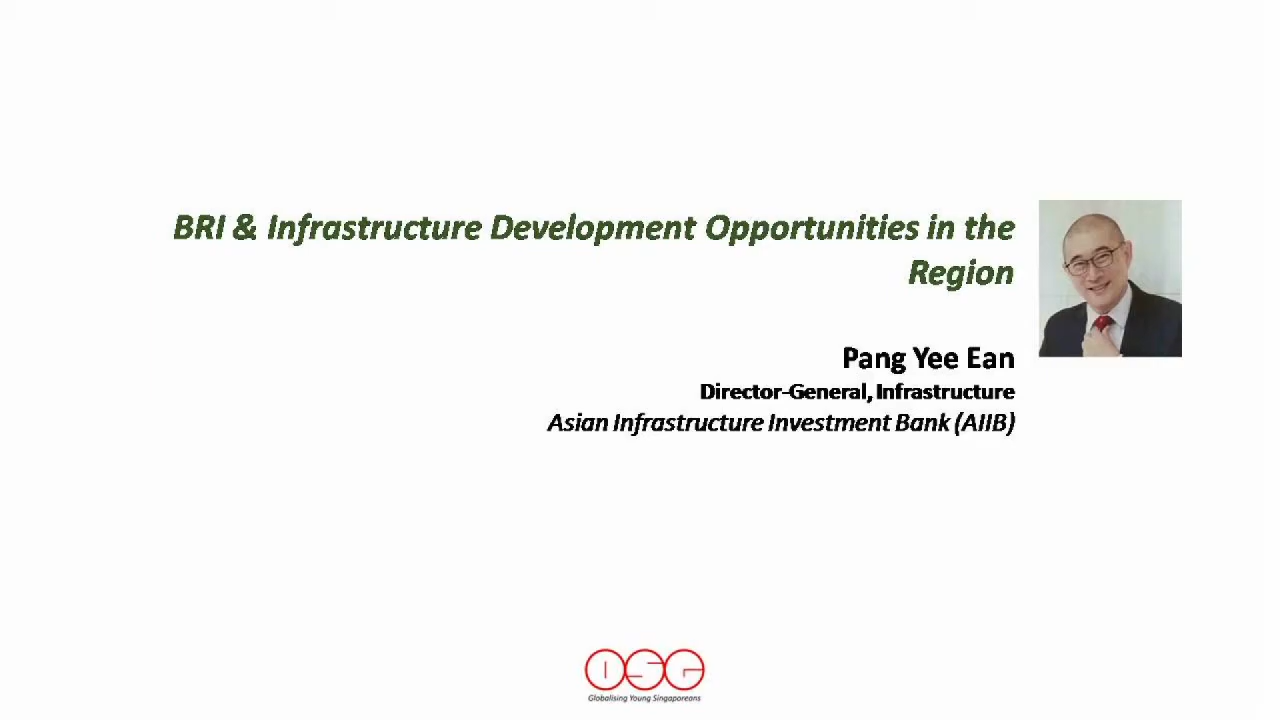 BRI & Infrastructure Development Opportunities in the
Region
Pang Yee Ean
Director-General, Infrastructure
Asian Infrastructure Investment Bank (AIIB)
OSG
Globalising Young Singaporeans